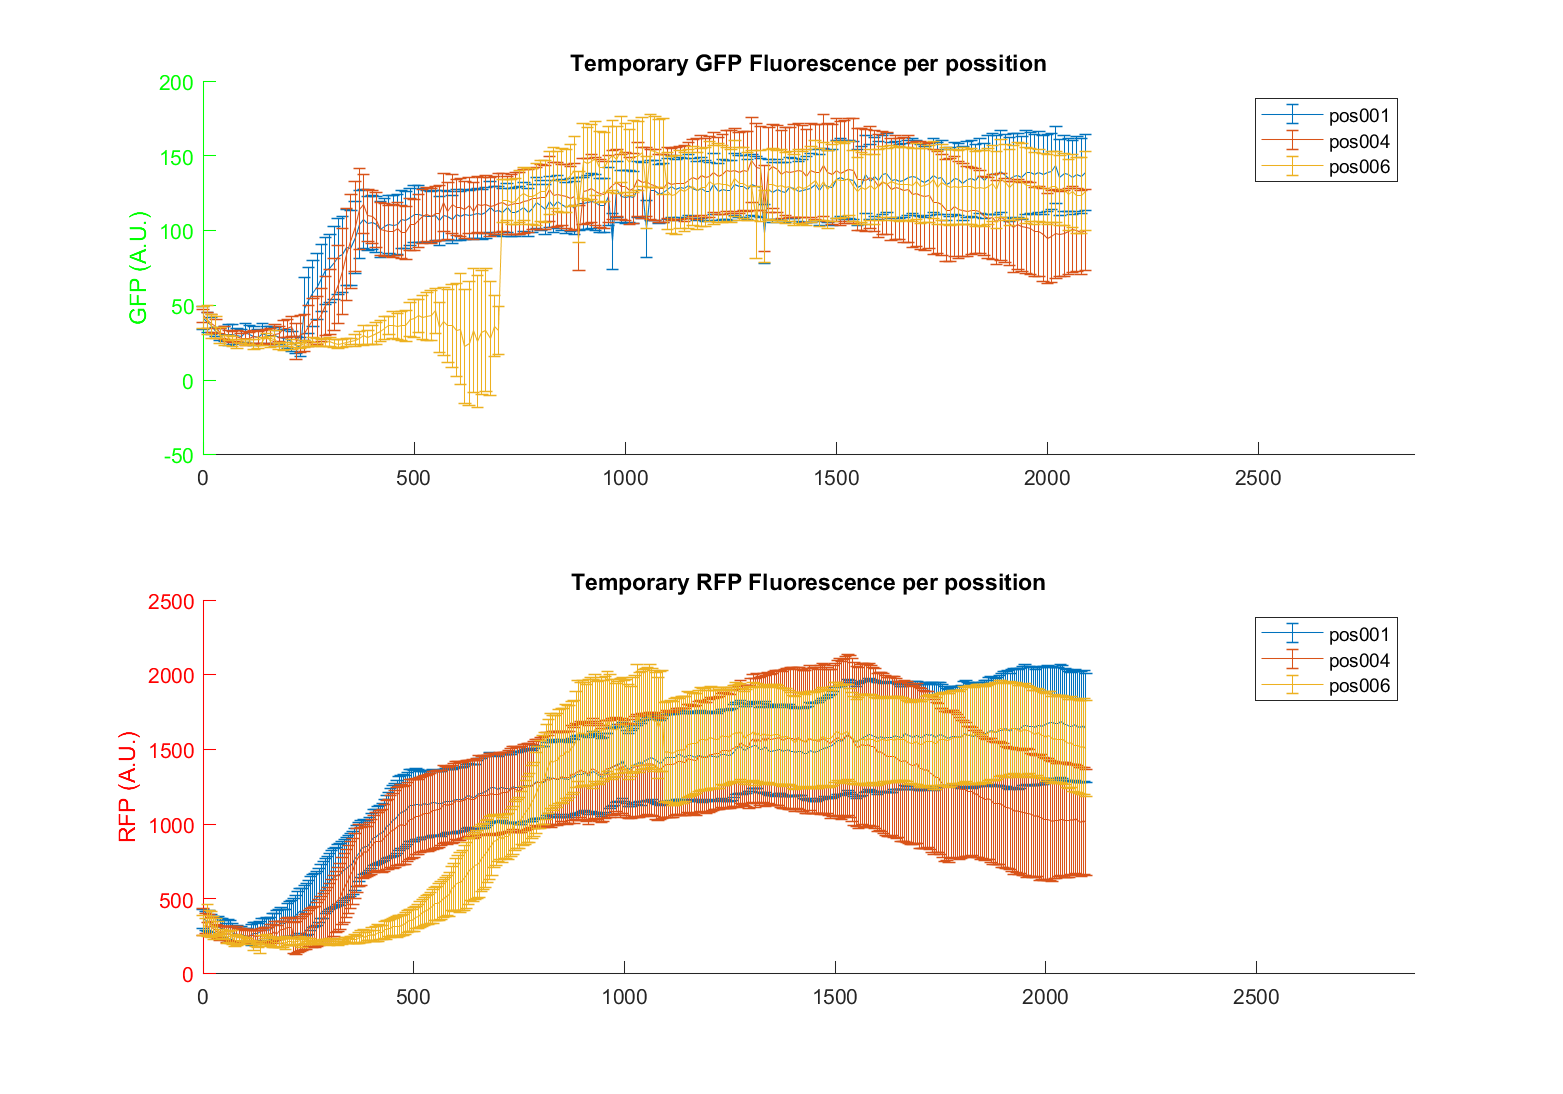 Temporary GFP Fluorescence per possition
GFP (A.U.)
200
150
100
50
0
-50
0 500 1000 1500 2000 2500
pos001
pos004
pos006
Temporary RFP Fluorescence per possition
RFP (A.U.)
2500
2000
1500
1000
500
0
0 500 1000 1500 2000 2500
pos001
pos004
pos006